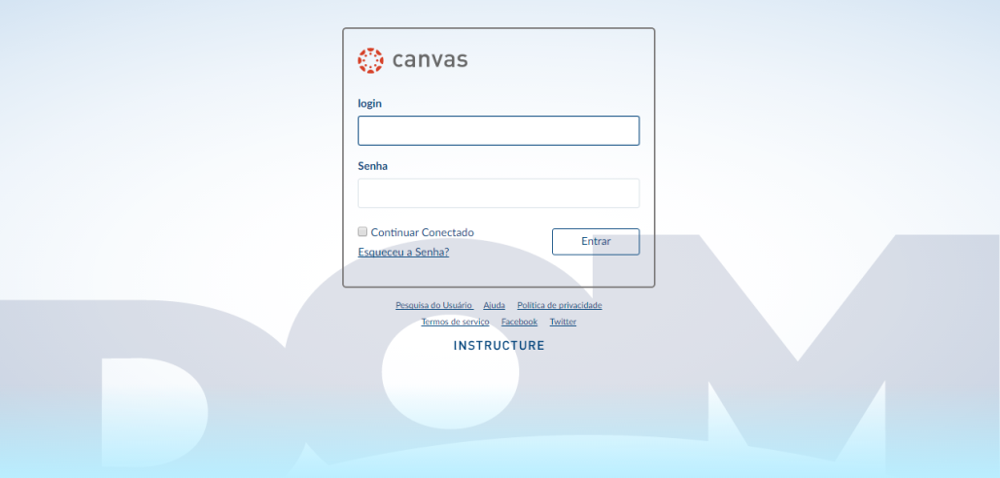 canvas
login
Senha
Continuar Conectado
Entrar
Esqueceu a Senha?
Pesquisa do Usuário Ajuda Política de privacidade
Termos de serviço Facebook Twitter
INSTRUCTURE